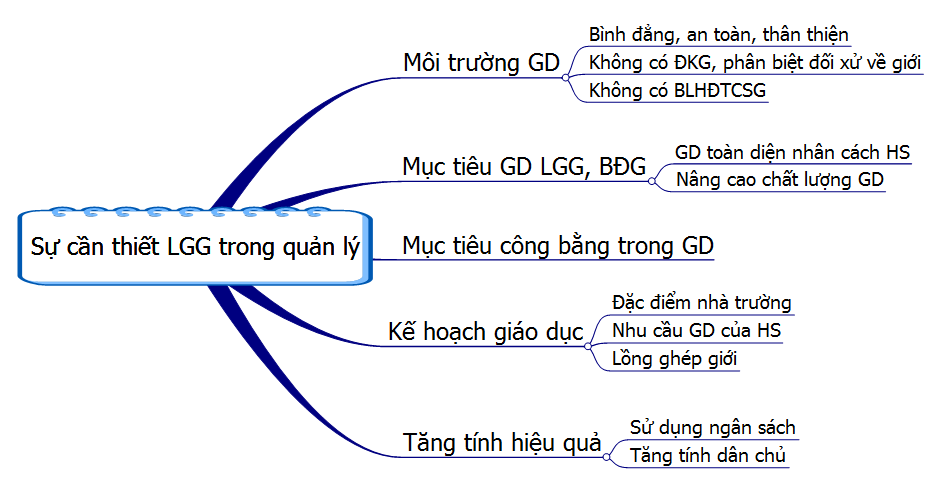 Sự cần thiết LGG trong quản lý
Môi trường GD
Bình đẳng, an toàn, thân thiện
Không có ĐKG, phân biệt đối xử về giới
Không có BLHĐTCSG
Mục tiêu GD LGG, BĐG
GD toàn diện nhân cách HS
Nâng cao chất lượng GD
Mục tiêu công bằng trong GD
Kế hoạch giáo dục
Đặc điểm nhà trường
Nhu cầu GD của HS
Lồng ghép giới
Tăng tính hiệu quả
Sử dụng ngân sách
Tăng tính dân chủ